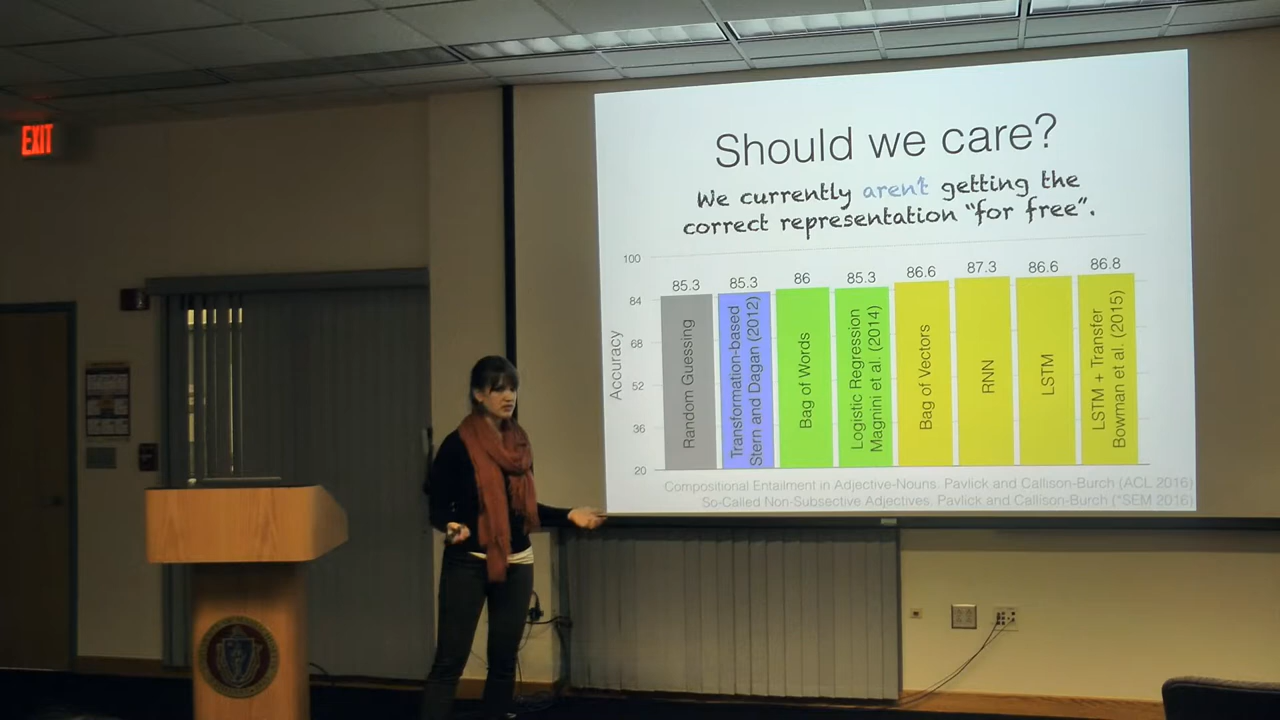 EXIT
Should we care?
We currently aren't getting the
correct representation "for free".
Accuracy
100
84
68
52
36
20
85.3
85.3
86
85.3
86.6
87.3
86.6
86.8
Random Guessing
Transformation-based
Stern and Dagan (2012)
Bag of Words
Logistic Regression
Magnini et al. (2014)
Bag of Vectors
RNN
LSTM
LSTM + Transfer
Bowman et al. (2015)
Compositional Entailment in Adjective-Nouns. Pavlick and Callison-Burch (ACL 2016)
So-Called Non-Subsective Adjectives. Pavlick and Callison-Burch (*SEM 2016)